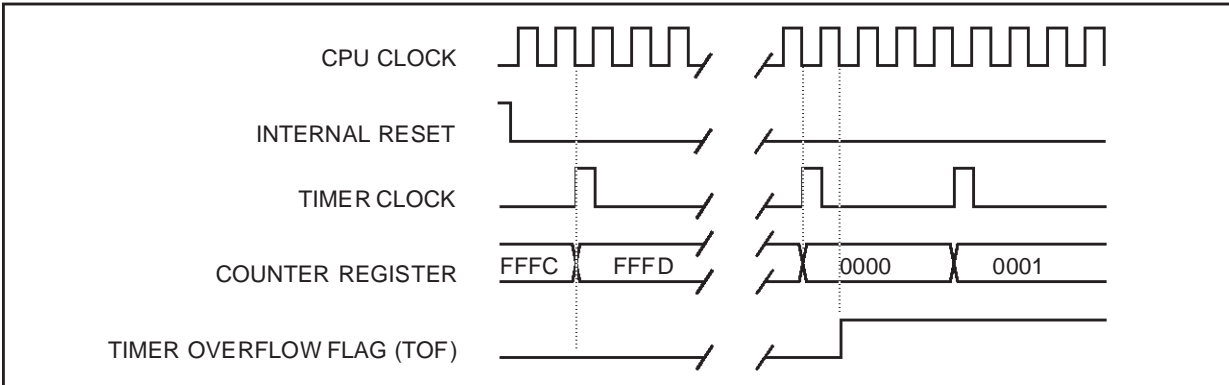 CPU CLOCK
INTERNAL RESET
TIMER CLOCK
COUNTER REGISTER FFFC FFFD 0000 0001
TIMER OVERFLOW FLAG (TOF)